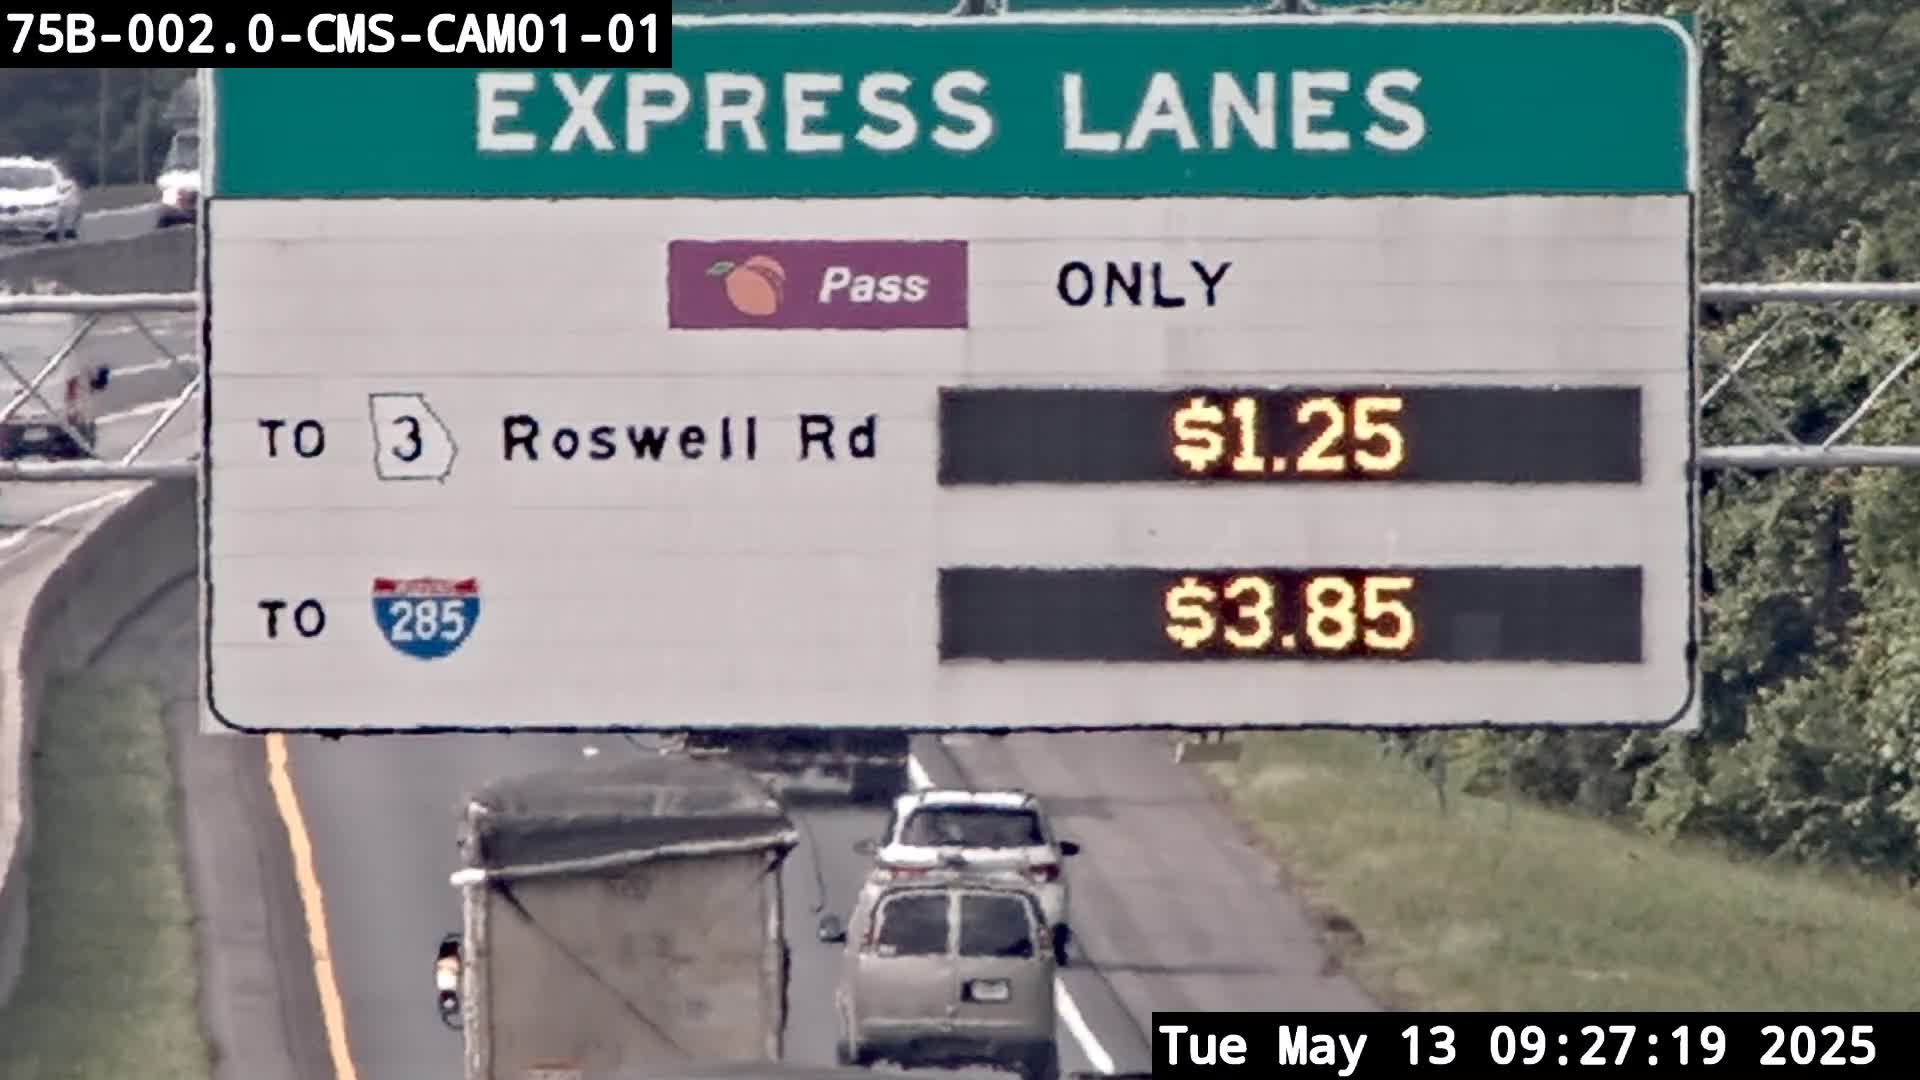 75B-002.0-CMS-CAM01-01
EXPRESS LANES
Pass ONLY
TO 3 Roswell Rd $1.25
TO 285 $3.85
Tue May 13 09:27:19 2025